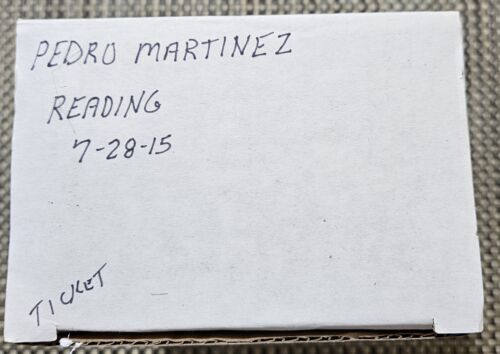 PEDRO MARTINEZ
READING
7-28-15
TICKET